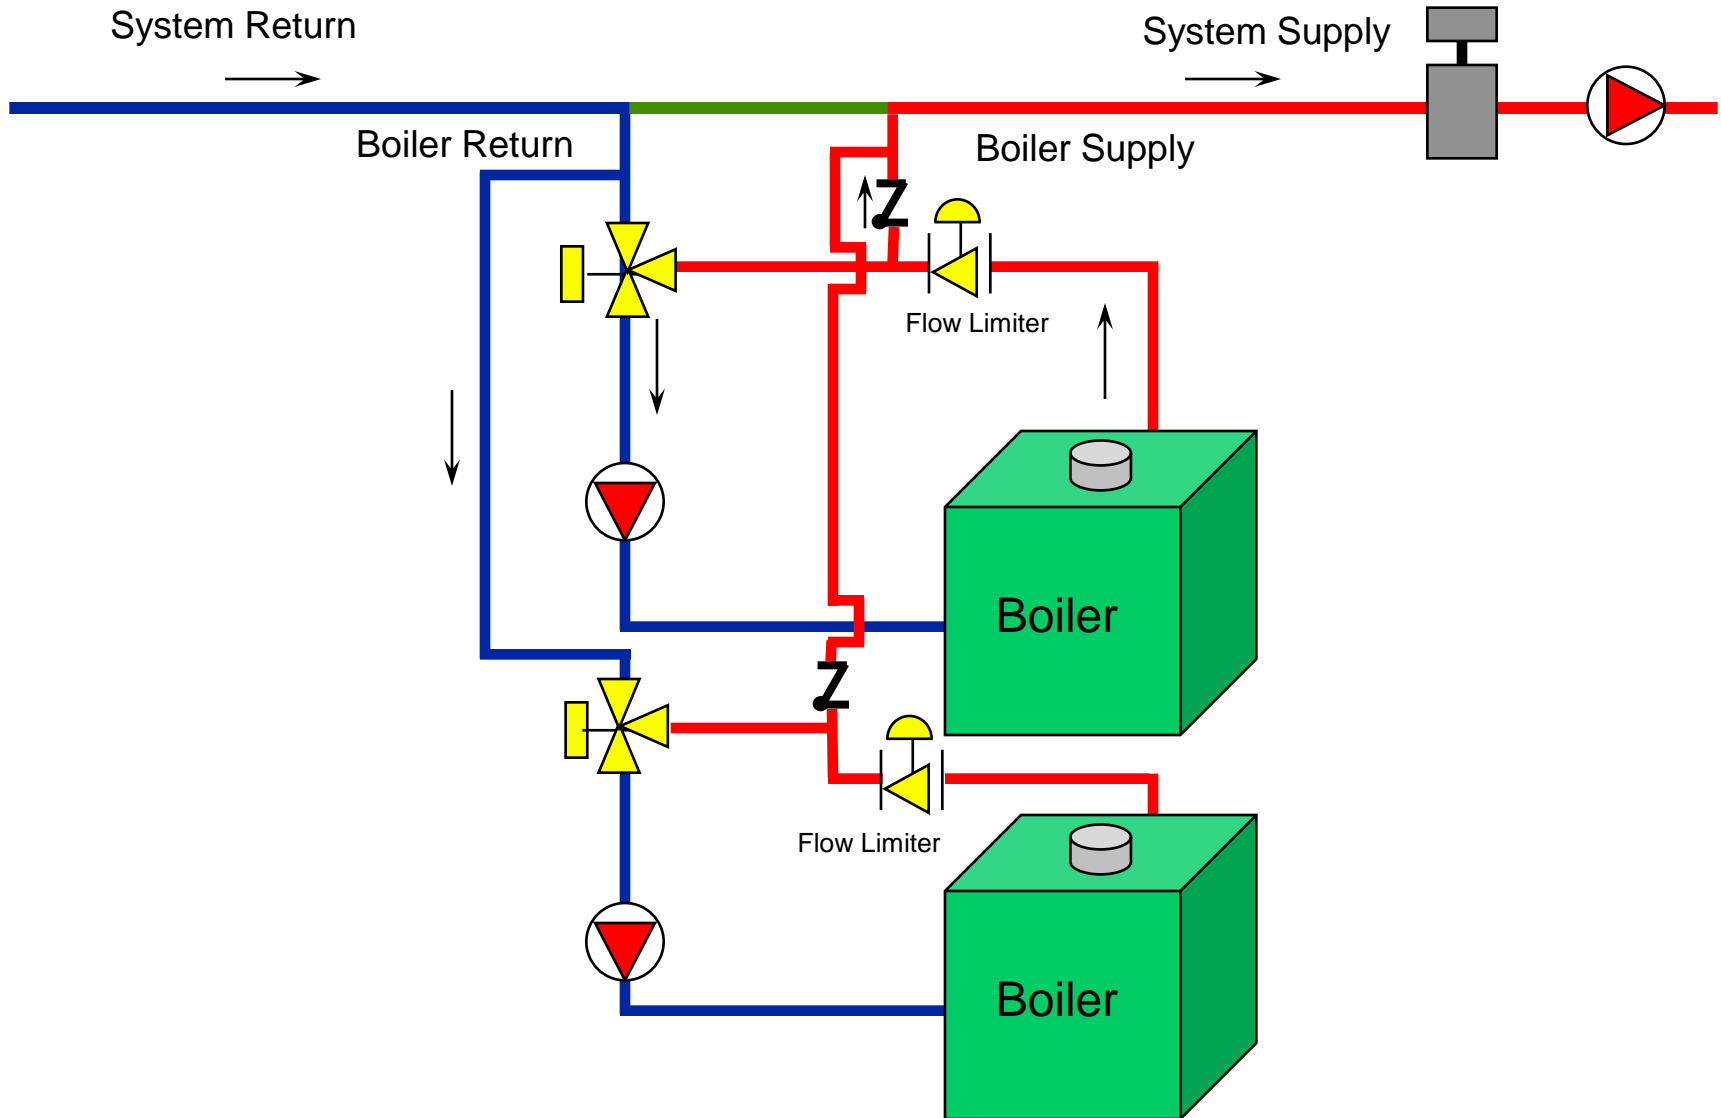 System Return
System Supply
Boiler Return
Boiler Supply
Flow Limiter
Boiler
Flow Limiter
Boiler